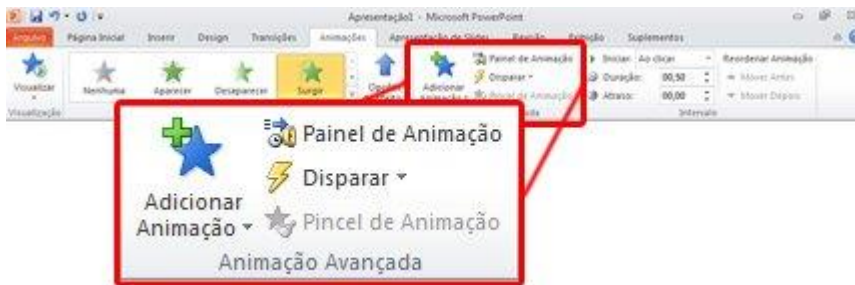 Apresentação1 - Microsoft PowerPoint
Arquivo Página Inicial Inserir Design Transições Animações Apresentação de Slides Revisão Exibição Suplementos
Visualizar
Nenhuma Aparecer Desaparecer Surgir
Adicionar
Painel de Animação
Disparar
Iniciar: Ao clicar
Duração: 00,50
Atraso: 00,00
Reordenar Animação
Mover Antes
Mover Depois
Visualização
Intervalo
Adicionar
Animação
Painel de Animação
Disparar
Pincel de Animação
Animação Avançada